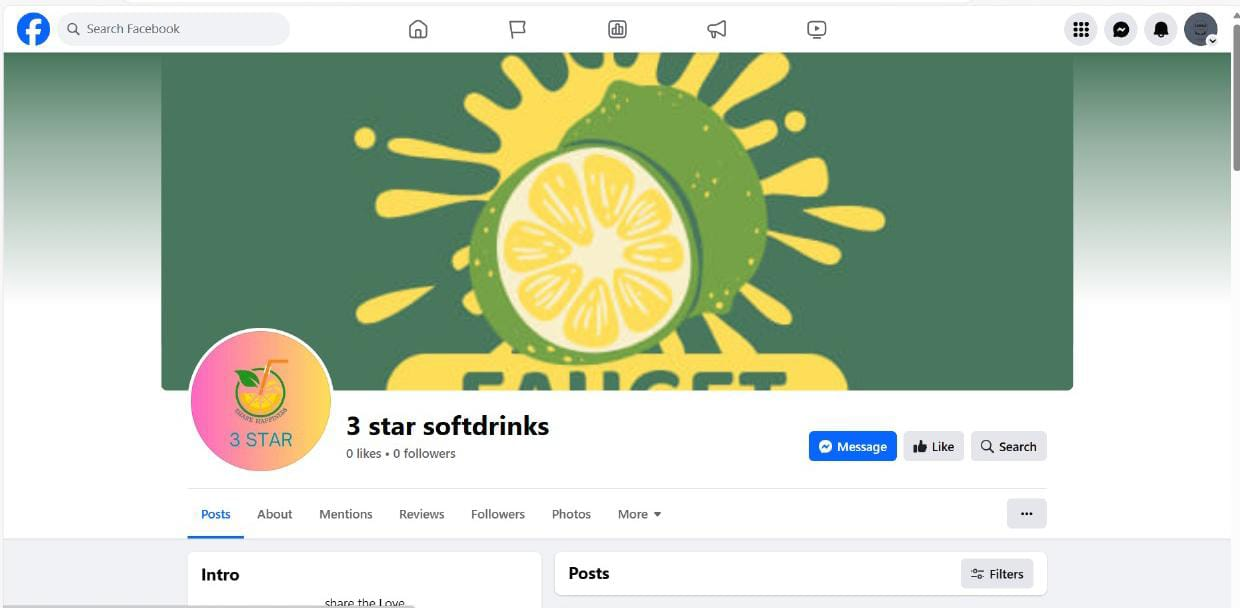 Search Facebook
FAUCET
SHARE HAPPINESS
3 STAR
3 star softdrinks
0 likes • 0 followers
Message
Like
Search
Posts
About
Mentions
Reviews
Followers
Photos
More
Intro
share the Love
Posts
Filters